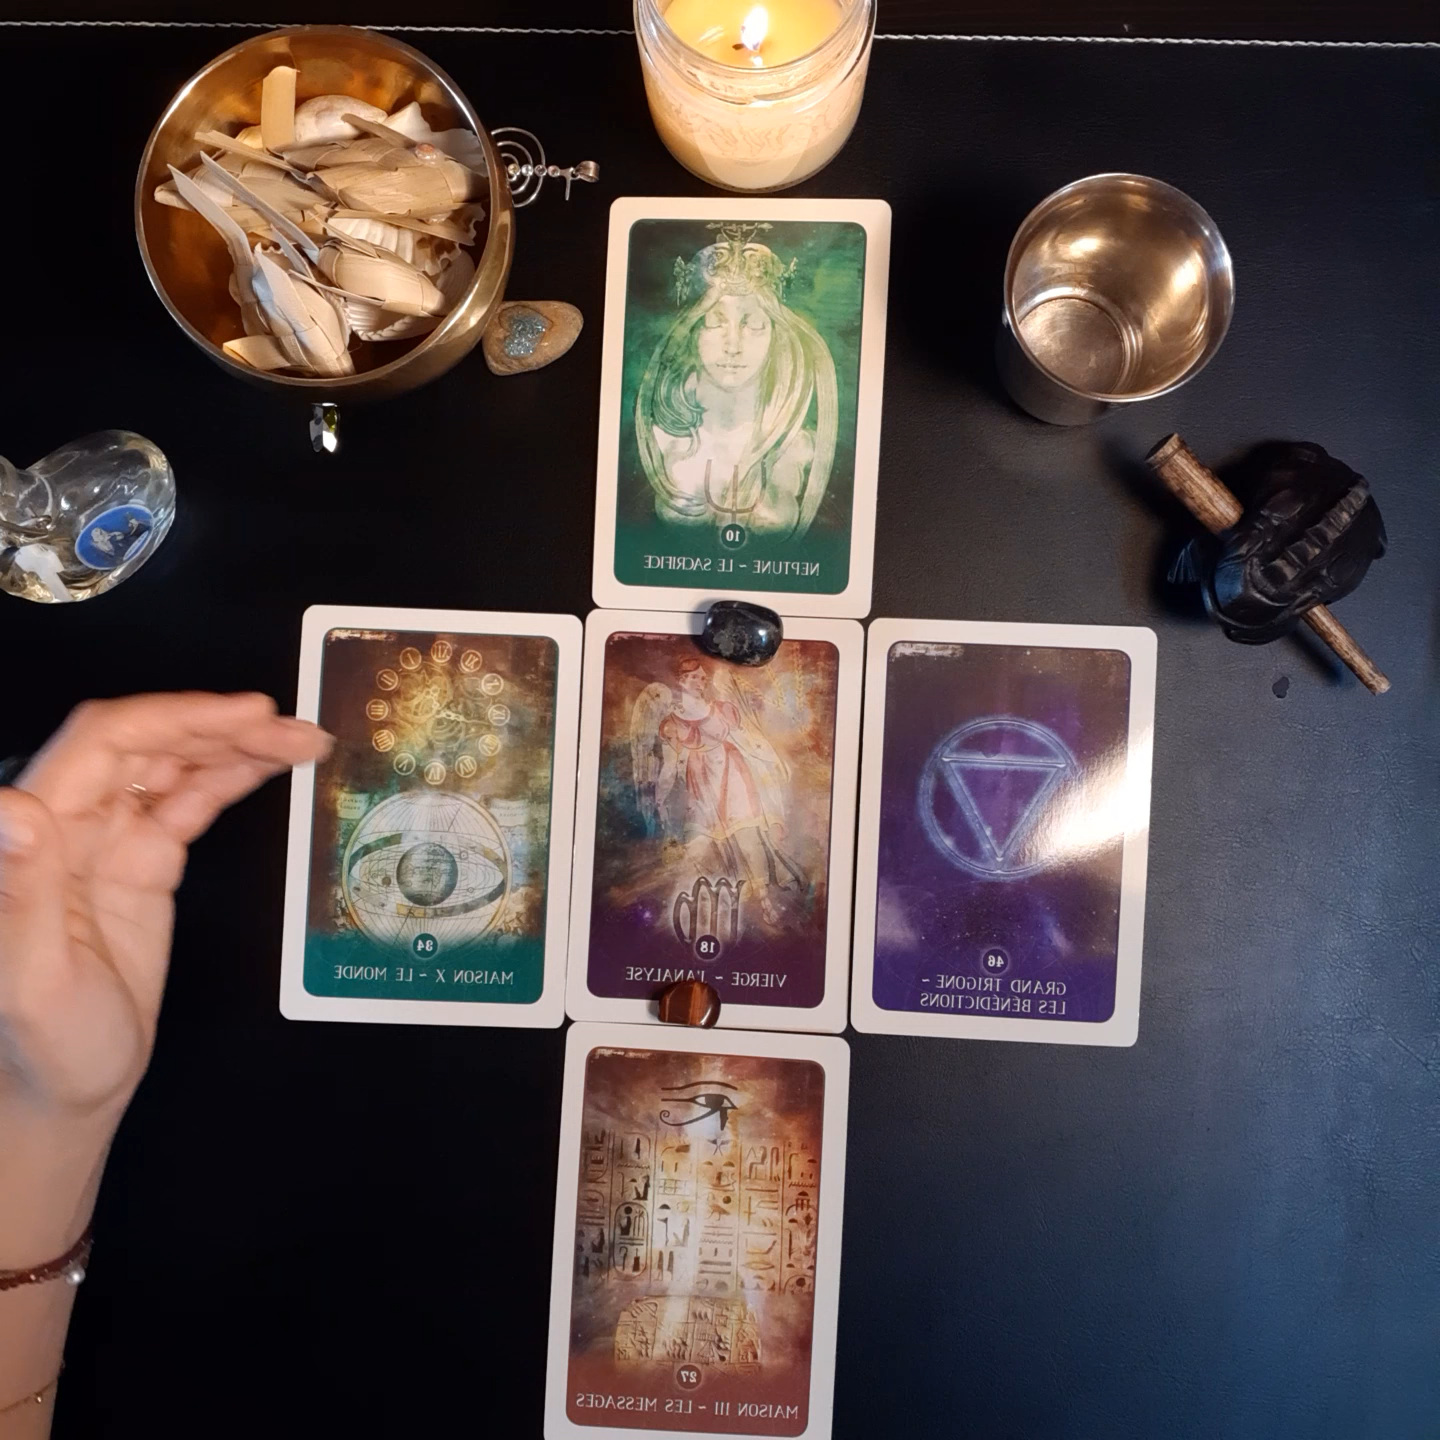 10
NEPTUNE ~ LE SACRIFICE
34
MAISON X ~ LE MONDE
18
VIERGE ~ L'ANALYSE
46
GRAND TRIGONE ~
LES BÉNÉDICTIONS
27
MAISON III ~ LES MESSAGES